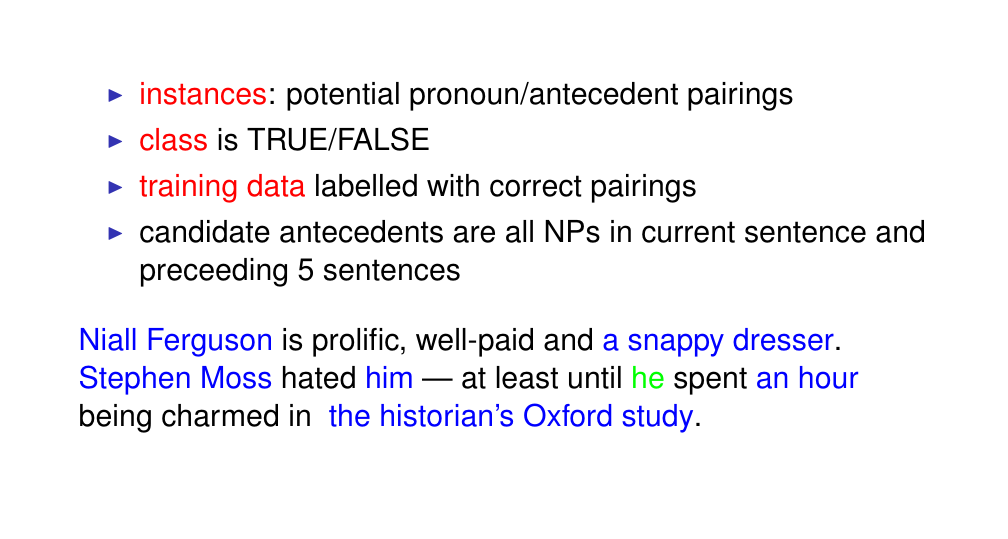 ▶ instances: potential pronoun/antecedent pairings
▶ class is TRUE/FALSE
▶ training data labelled with correct pairings
▶ candidate antecedents are all NPs in current sentence and
preceeding 5 sentences
Niall Ferguson is prolific, well-paid and a snappy dresser.
Stephen Moss hated him — at least until he spent an hour
being charmed in the historian's Oxford study.